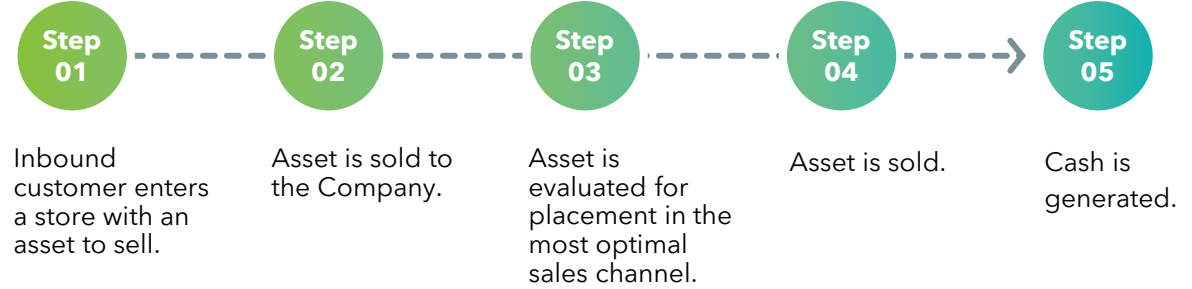 Step
01
Step
02
Step
03
Step
04
Step
05
Inbound
customer enters
a store with an
asset to sell.
Asset is sold to
the Company.
Asset is
evaluated for
placement in the
most optimal
sales channel.
Asset is sold.
Cash is
generated.